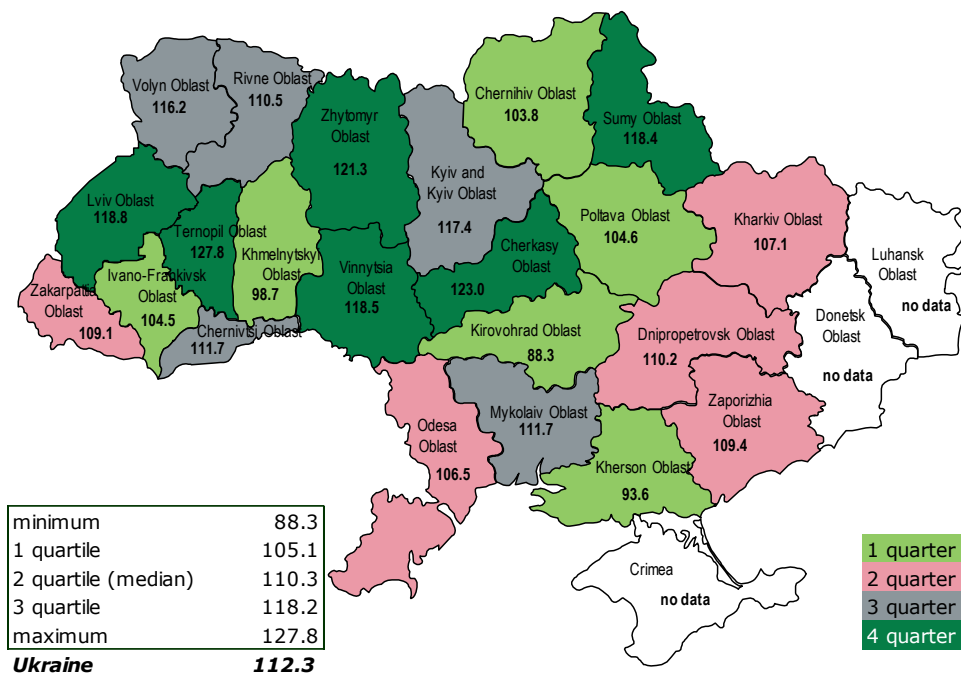 Volyn Oblast
116.2
Rivne Oblast
110.5
Zhytomyr
Oblast
121.3
Kyiv and
Kyiv Oblast
117.4
Chernihiv Oblast
103.8
Sumy Oblast
118.4
Lviv Oblast
118.8
Ternopil Oblast
127.8
Khmelnytskyi
Oblast
98.7
Vinnytsia
Oblast
118.5
Cherkasy
Oblast
123.0
Poltava Oblast
104.6
Kharkiv Oblast
107.1
Luhansk
Oblast
no data
Donetsk
Oblast
no data
Zakarpattia
Oblast
109.1
Ivano-Frankivsk
Oblast
104.5
Chernivtsi Oblast
111.7
Kirovohrad Oblast
88.3
Dnipropetrovsk Oblast
110.2
Zaporizhia
Oblast
109.4
Odesa
Oblast
106.5
Mykolaiv Oblast
111.7
Kherson Oblast
93.6
Crimea
no data
minimum 88.3
1 quartile 105.1
2 quartile (median) 110.3
3 quartile 118.2
maximum 127.8
Ukraine 112.3
1 quarter
2 quarter
3 quarter
4 quarter